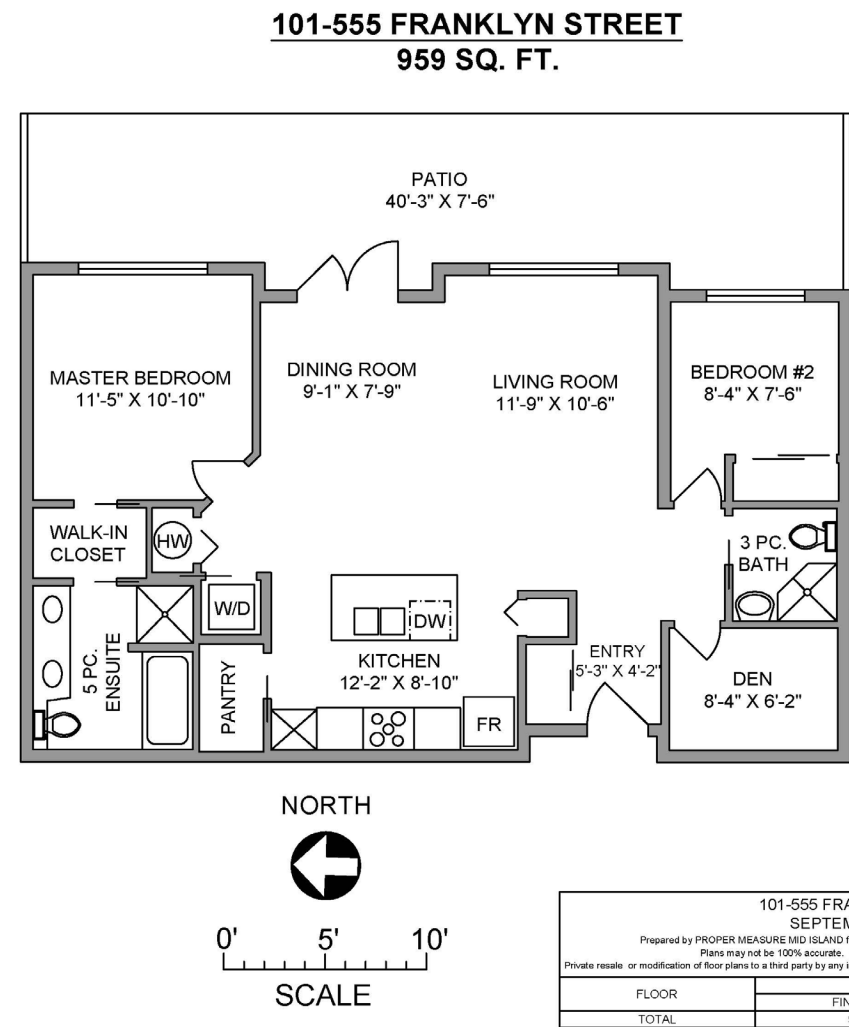 101-555 FRANKLYN STREET
959 SQ. FT.
PATIO
40'-3" X 7'-6"
MASTER BEDROOM
11'-5" X 10'-10"
DINING ROOM
9'-1" X 7'-9"
LIVING ROOM
11'-9" X 10'-6"
BEDROOM #2
8'-4" X 7'-6"
WALK-IN
CLOSET
HW
3 PC.
BATH
W/D
DW
5 PC.
ENSUITE
PANTRY
KITCHEN
12'-2" X 8'-10"
FR
ENTRY
5'-3" X 4'-2"
DEN
8'-4" X 6'-2"
NORTH
0' 5' 10'
SCALE
101-555 FRA
SEPTEM
Prepared by PROPER MEASURE MID ISLAND f
Plans may not be 100% accurate.
Private resale or modification of floor plans to a third party by any i
FLOOR
FIN
TOTAL